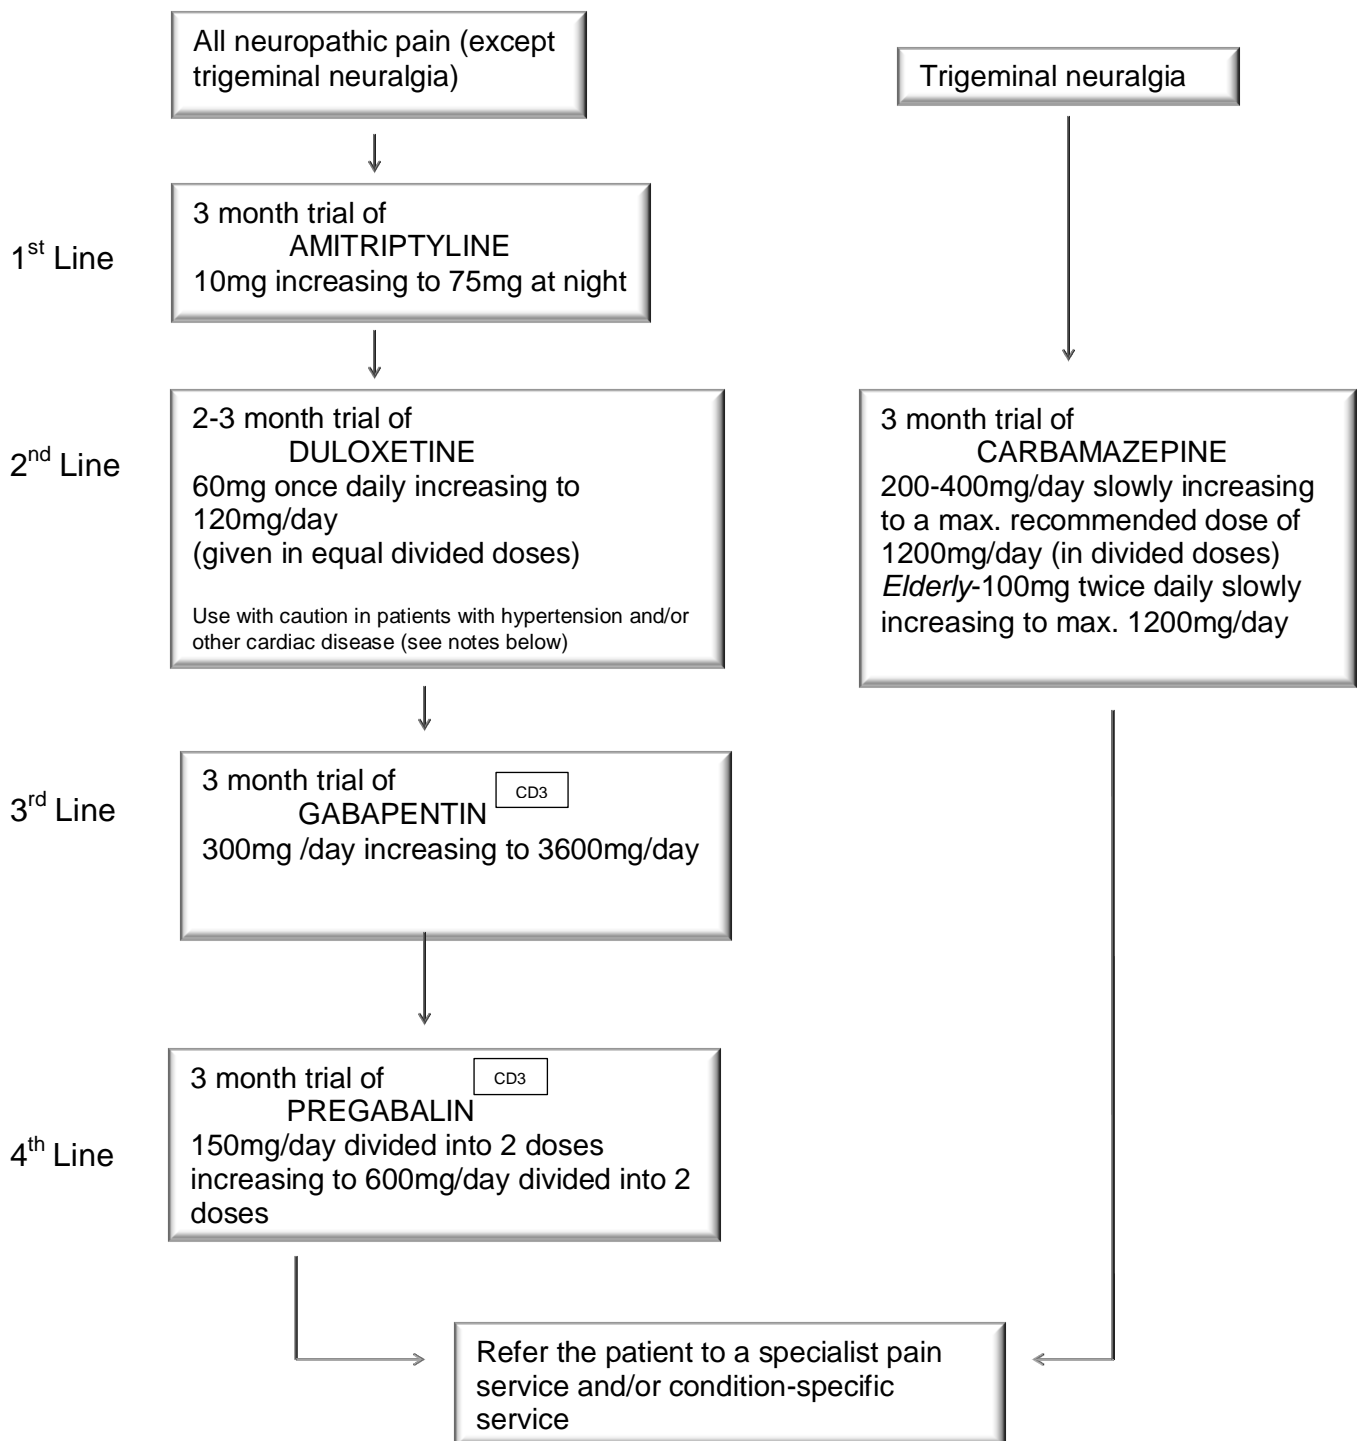 All neuropathic pain (except
trigeminal neuralgia)
Trigeminal neuralgia
1st Line
3 month trial of
AMITRIPTYLINE
10mg increasing to 75mg at night
2nd Line
2-3 month trial of
DULOXETINE
60mg once daily increasing to
120mg/day
(given in equal divided doses)
Use with caution in patients with hypertension and/or
other cardiac disease (see notes below)
3 month trial of
CARBAMAZEPINE
200-400mg/day slowly increasing
to a max. recommended dose of
1200mg/day (in divided doses)
Elderly-100mg twice daily slowly
increasing to max. 1200mg/day
3rd Line
3 month trial of
GABAPENTIN
CD3
300mg /day increasing to 3600mg/day
4th Line
3 month trial of
PREGABALIN
CD3
150mg/day divided into 2 doses
increasing to 600mg/day divided into 2
doses
Refer the patient to a specialist pain
service and/or condition-specific
service